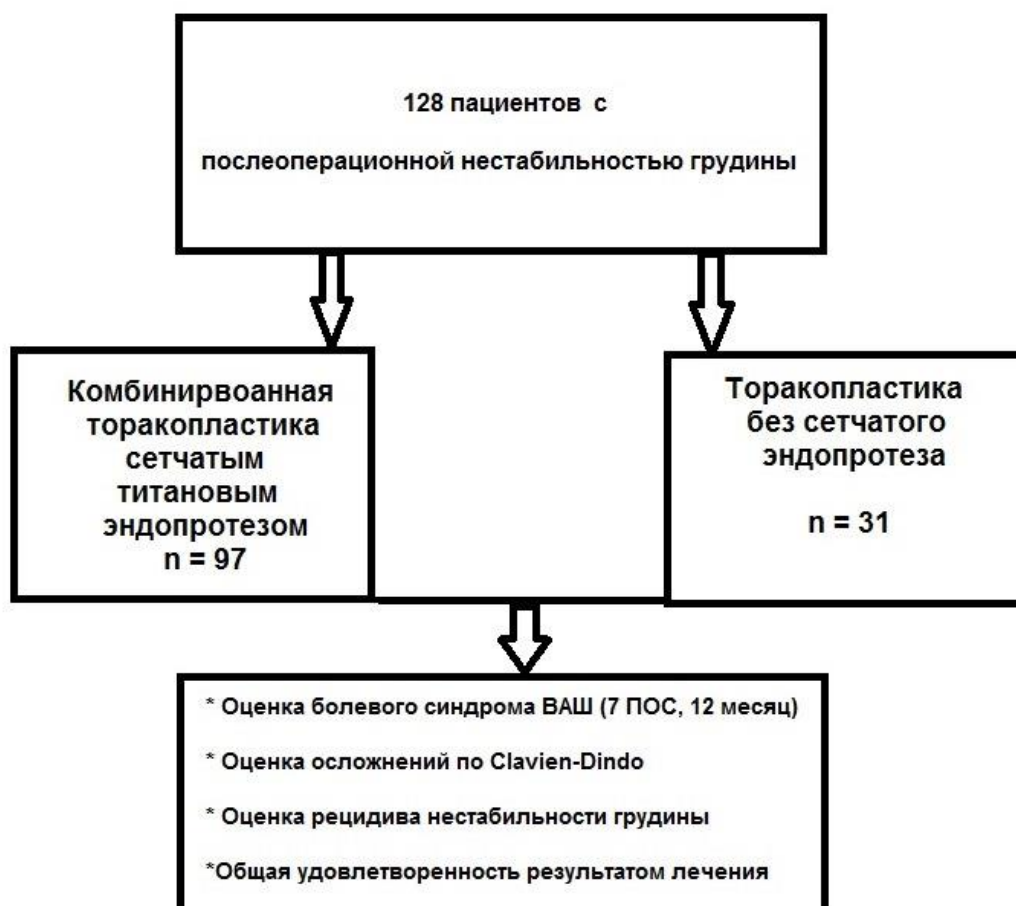 128 пациентов с
послеоперационной нестабильностью грудины
Комбинирвоанная
торакопластика
сетчатым
титановым
эндопротезом
n = 97
Торакопластика
без сетчатого
эндопротеза
n = 31
* Оценка болевого синдрома ВАШ (7 ПОС, 12 месяц)
* Оценка осложнений по Clavien-Dindo
* Оценка рецидива нестабильности грудины
*Общая удовлетворенность результатом лечения